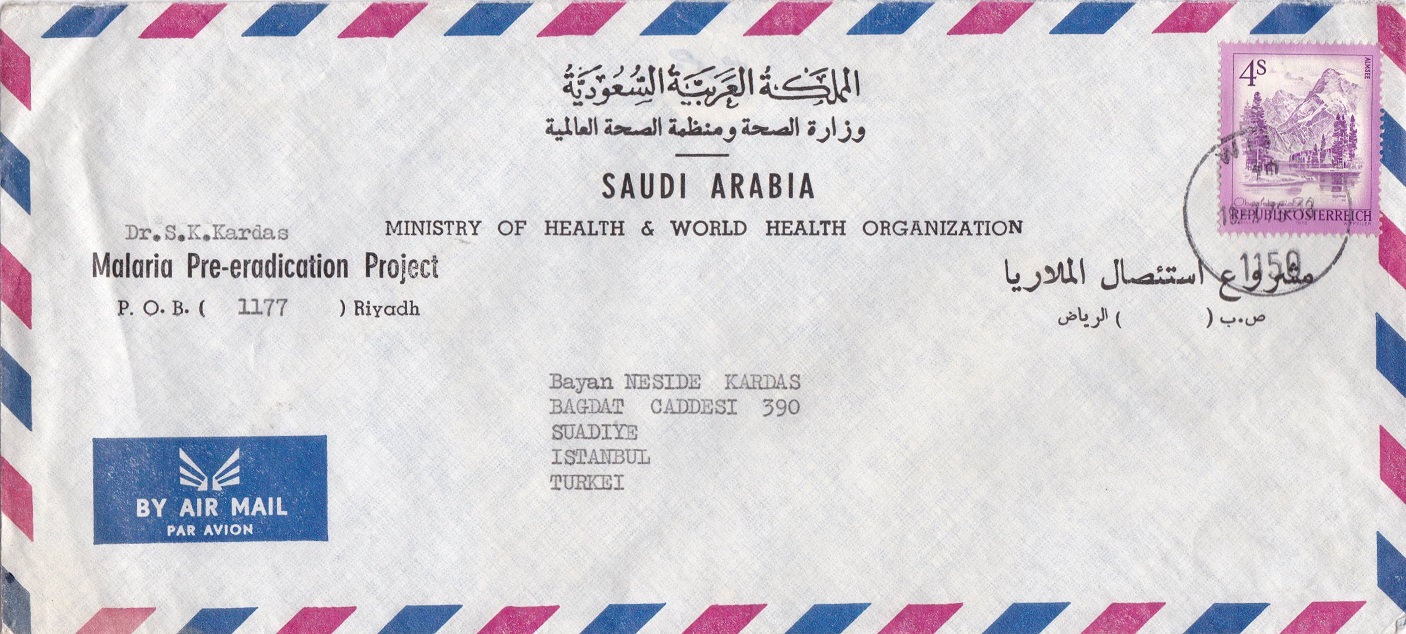 المملكة العربية السعودية
وزارة الصحة ومنظمة الصحة العالمية
SAUDI ARABIA
MINISTRY OF HEALTH & WORLD HEALTH ORGANIZATION
Dr.S.K.Kardas
Malaria Pre-eradication Project
P. O. B. ( 1177 ) Riyadh
مشروع استئصال الملاريا
ص.ب ( ) الرياض
4S
ALMSEE
REPUBLIK ÖSTERREICH
1150
Bayan NESIDE KARDAS
BAGDAT CADDESI 390
SUADIYE
ISTANBUL
TURKEI
BY AIR MAIL
PAR AVION